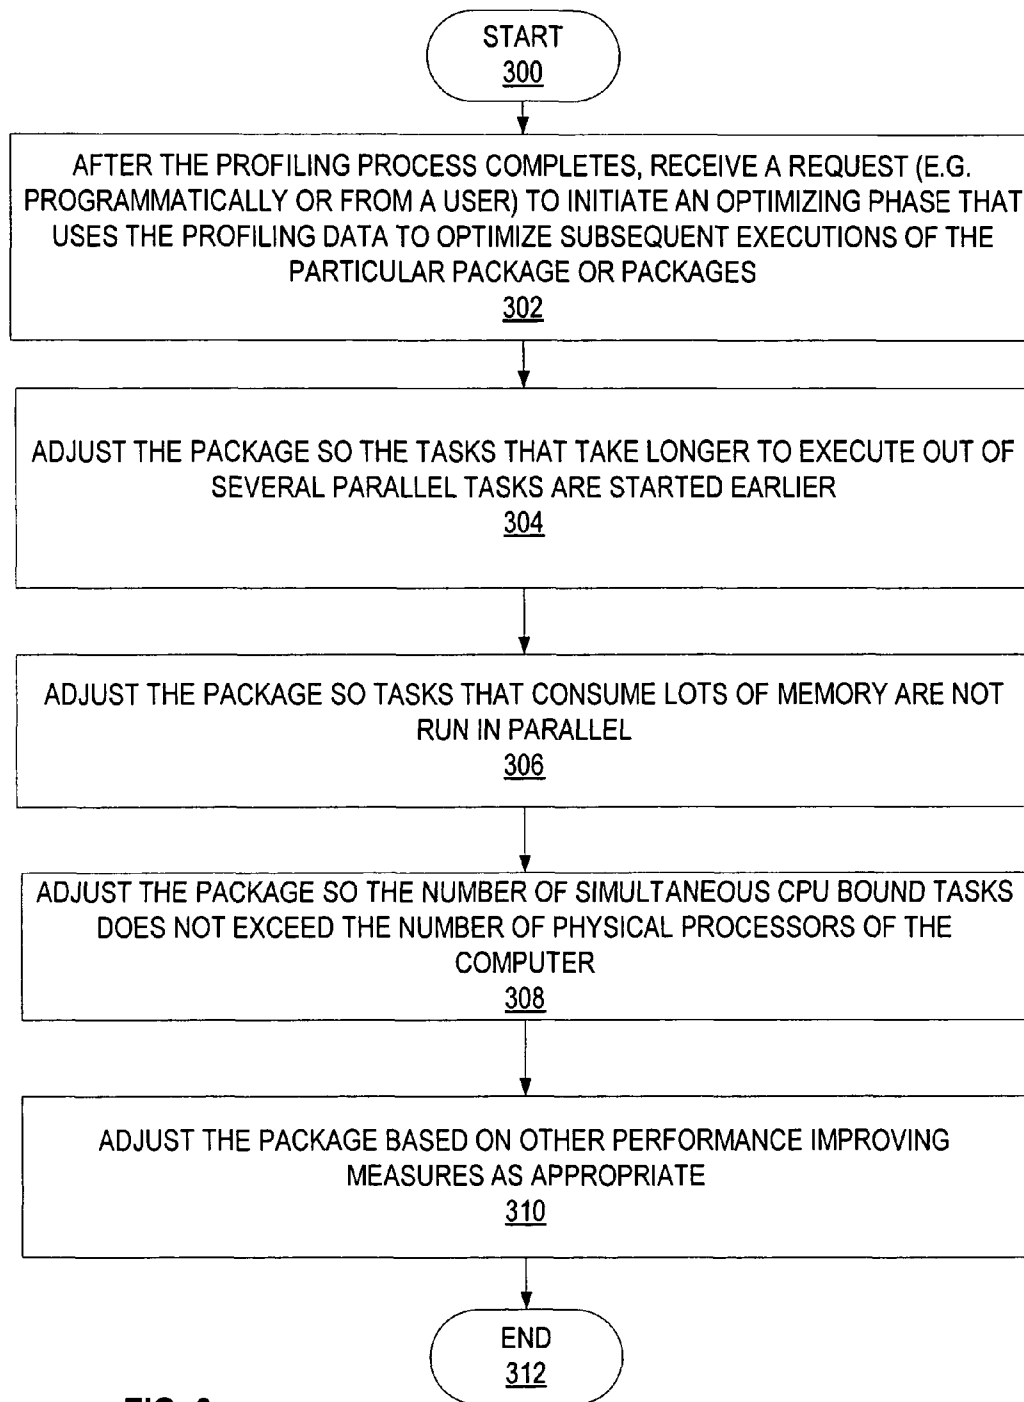 START
300
AFTER THE PROFILING PROCESS COMPLETES, RECEIVE A REQUEST (E.G.
PROGRAMMATICALLY OR FROM A USER) TO INITIATE AN OPTIMIZING PHASE THAT
USES THE PROFILING DATA TO OPTIMIZE SUBSEQUENT EXECUTIONS OF THE
PARTICULAR PACKAGE OR PACKAGES
302
ADJUST THE PACKAGE SO THE TASKS THAT TAKE LONGER TO EXECUTE OUT OF
SEVERAL PARALLEL TASKS ARE STARTED EARLIER
304
ADJUST THE PACKAGE SO TASKS THAT CONSUME LOTS OF MEMORY ARE NOT
RUN IN PARALLEL
306
ADJUST THE PACKAGE SO THE NUMBER OF SIMULTANEOUS CPU BOUND TASKS
DOES NOT EXCEED THE NUMBER OF PHYSICAL PROCESSORS OF THE
COMPUTER
308
ADJUST THE PACKAGE BASED ON OTHER PERFORMANCE IMPROVING
MEASURES AS APPROPRIATE
310
END
312